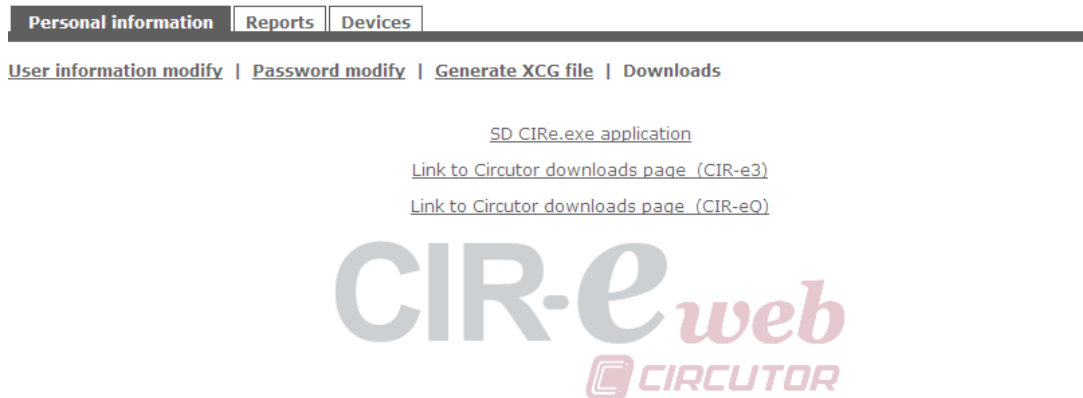 Personal information Reports Devices
User information modify | Password modify | Generate XCG file | Downloads
SD CIRe.exe application
Link to Circutor downloads page (CIR-e3)
Link to Circutor downloads page (CIR-eQ)
CIR-e web
CIRCUTOR